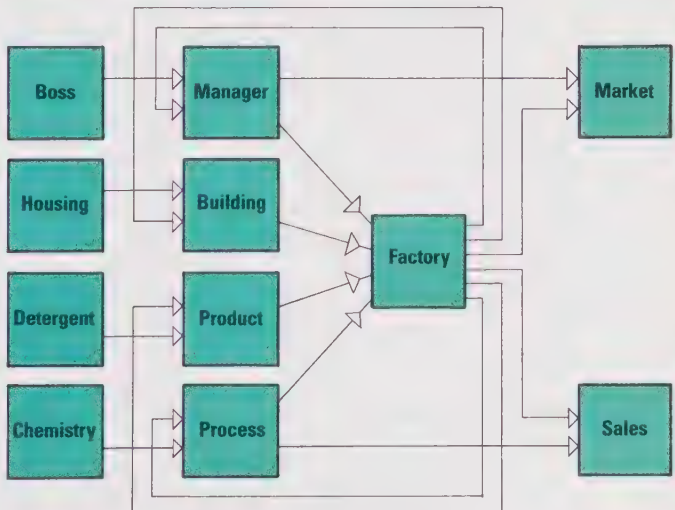 Boss
Manager
Market
Housing
Building
Factory
Detergent
Product
Chemistry
Process
Sales